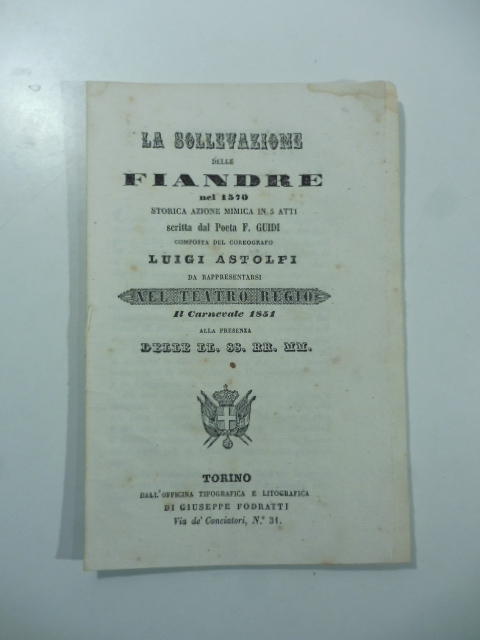 LA SOLLEVAZIONE
DELLE
FIANDRE
nel 1570
STORICA AZIONE MIMICA IN 5 ATTI
scritta dal Poeta F. GUIDI
COMPOSTA DEL COREOGRAFO
LUIGI ASTOLFI
DA RAPPRESENTARSI
NEL TEATRO REGIO
Il Carnevale 1851
ALLA PRESENZA
DELLE LL. SS. RR. MM.
TORINO
DALL'OFFICINA TIPOGRAFICA E LITOGRAFICA
DI GIUSEPPE FODRATTI
Via de' Conciatori, N.° 31.